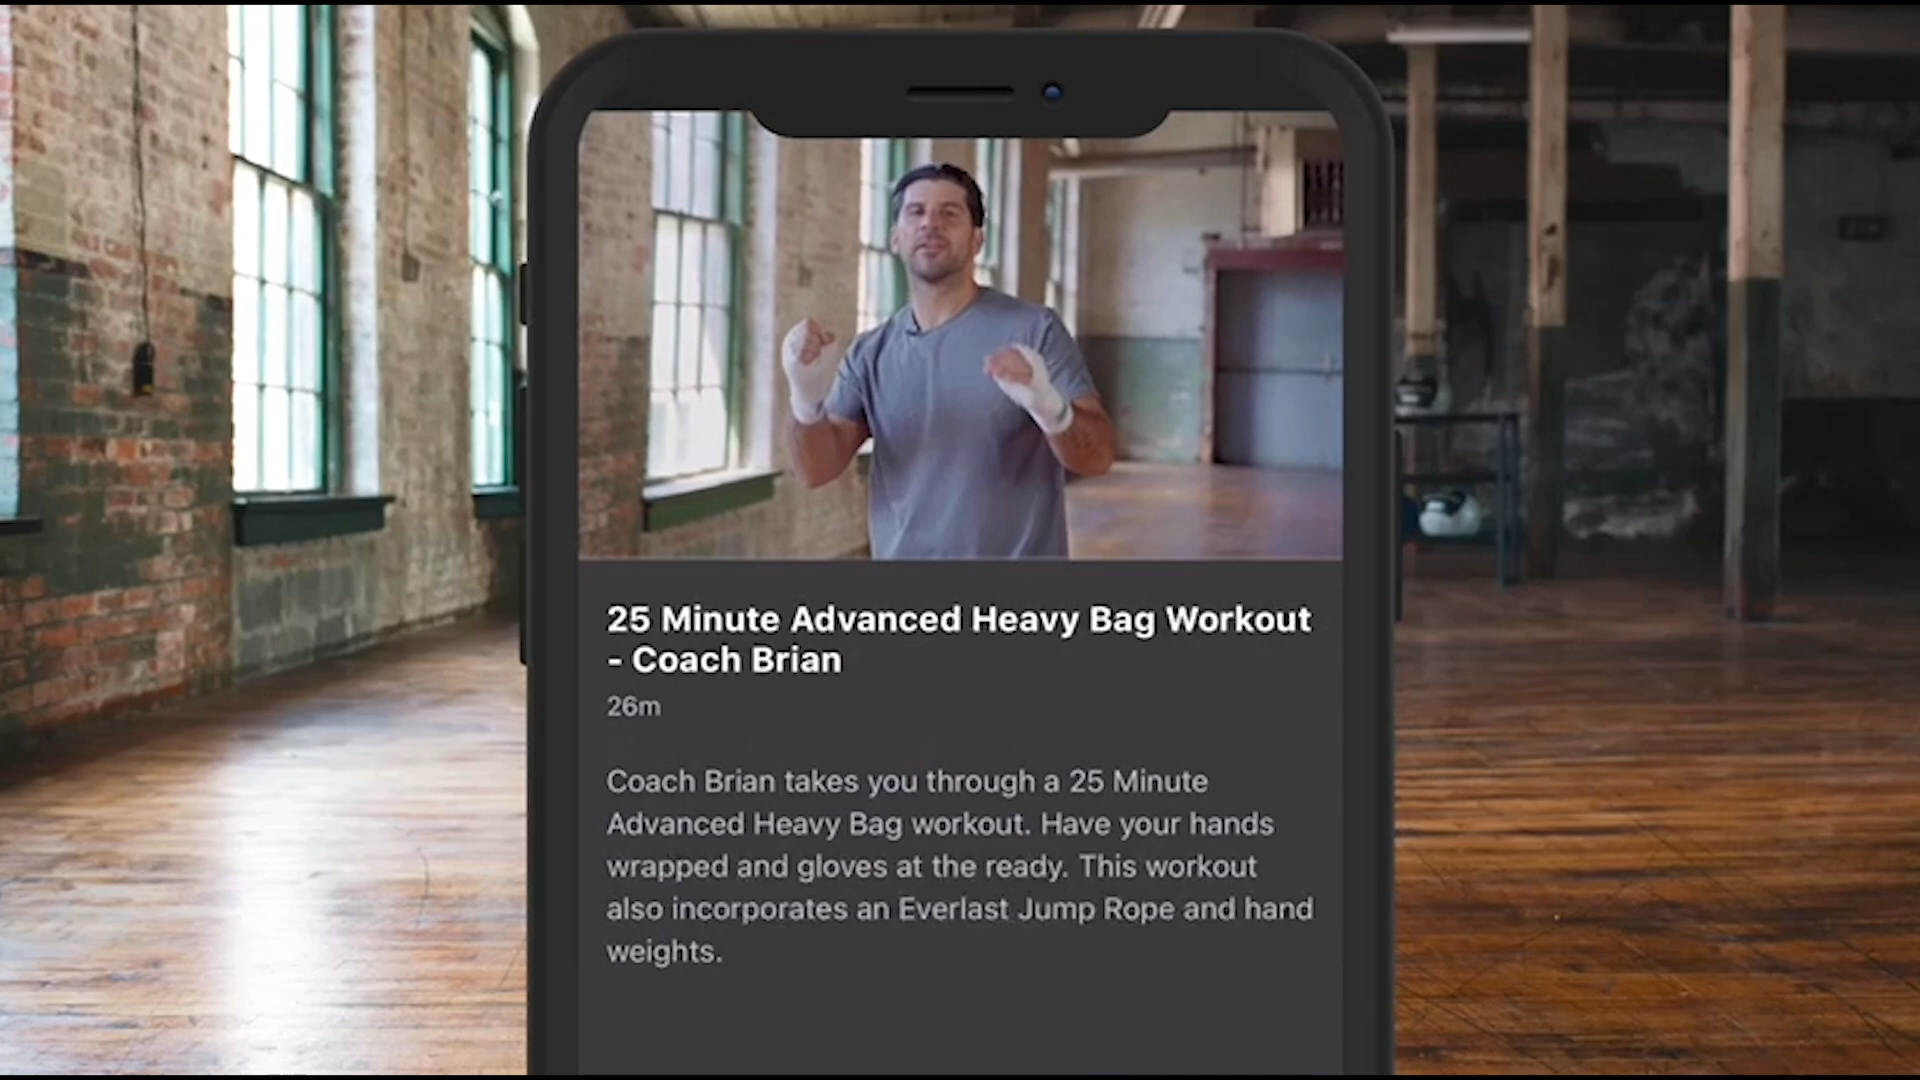 25 Minute Advanced Heavy Bag Workout
- Coach Brian
26m
Coach Brian takes you through a 25 Minute
Advanced Heavy Bag workout. Have your hands
wrapped and gloves at the ready. This workout
also incorporates an Everlast Jump Rope and hand
weights.